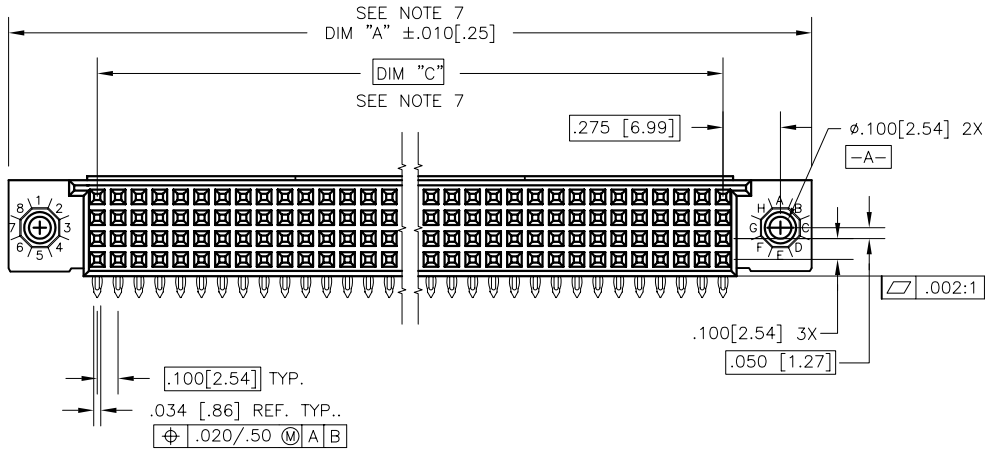 SEE NOTE 7
DIM "A" ±.010[.25]
DIM "C"
SEE NOTE 7
.275 [6.99]
ø.100[2.54] 2X
-A-
1
8 2
7 3
6 4
5
A
H B
G C
F D
E
.002:1
.100[2.54] 3X
.050 [1.27]
.100[2.54] TYP.
.034 [.86] REF. TYP..
⌖ .020/.50 Ⓜ A B